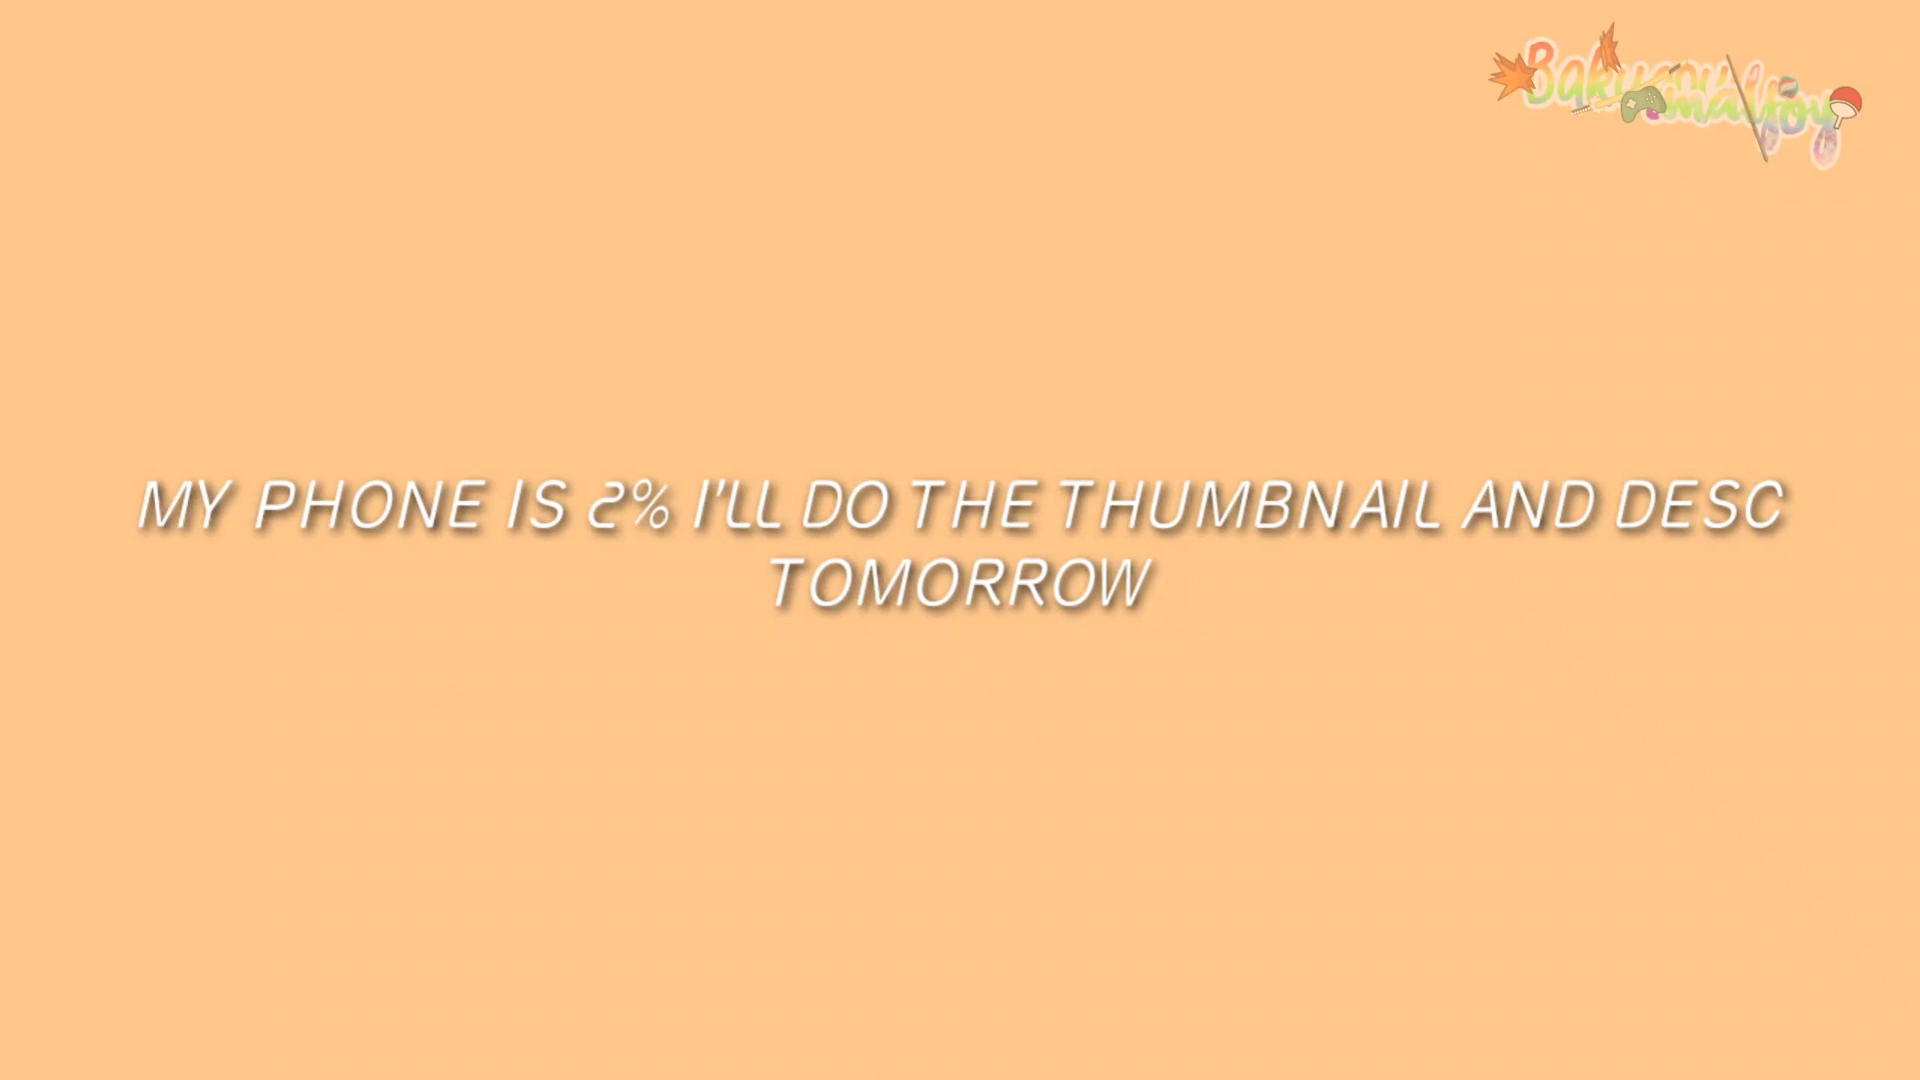 MY PHONE IS 2% I'LL DO THE THUMBNAIL AND DESC
TOMORROW